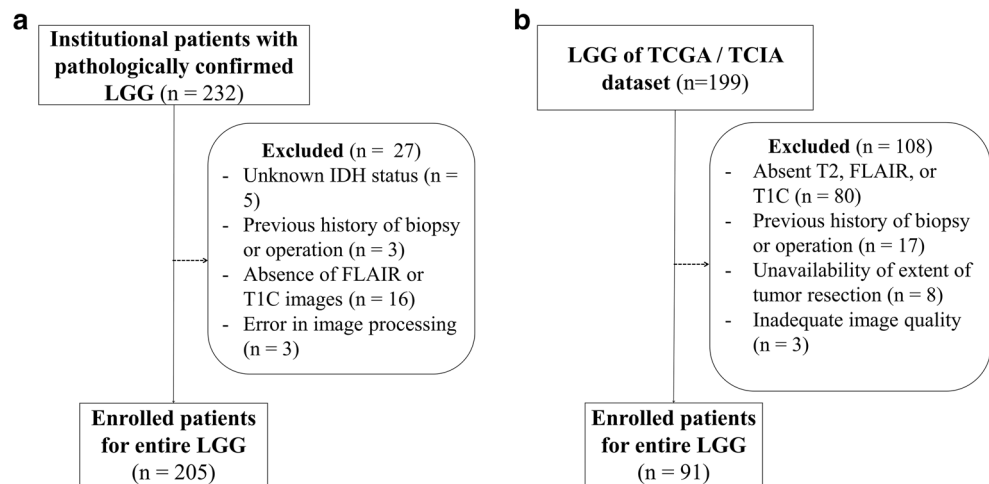 a
Institutional patients with
pathologically confirmed
LGG (n = 232)
Excluded (n =  27)
- Unknown IDH status (n =
5)
- Previous history of biopsy
or operation (n = 3)
- Absence of FLAIR or
T1C images (n = 16)
- Error in image processing
(n = 3)
Enrolled patients
for entire LGG
(n = 205)
b
LGG of TCGA / TCIA
dataset (n=199)
Excluded (n = 108)
- Absent T2, FLAIR, or
T1C (n = 80)
- Previous history of biopsy
or operation (n = 17)
- Unavailability of extent of
tumor resection (n = 8)
- Inadequate image quality
(n = 3)
Enrolled patients
for entire LGG
(n = 91)